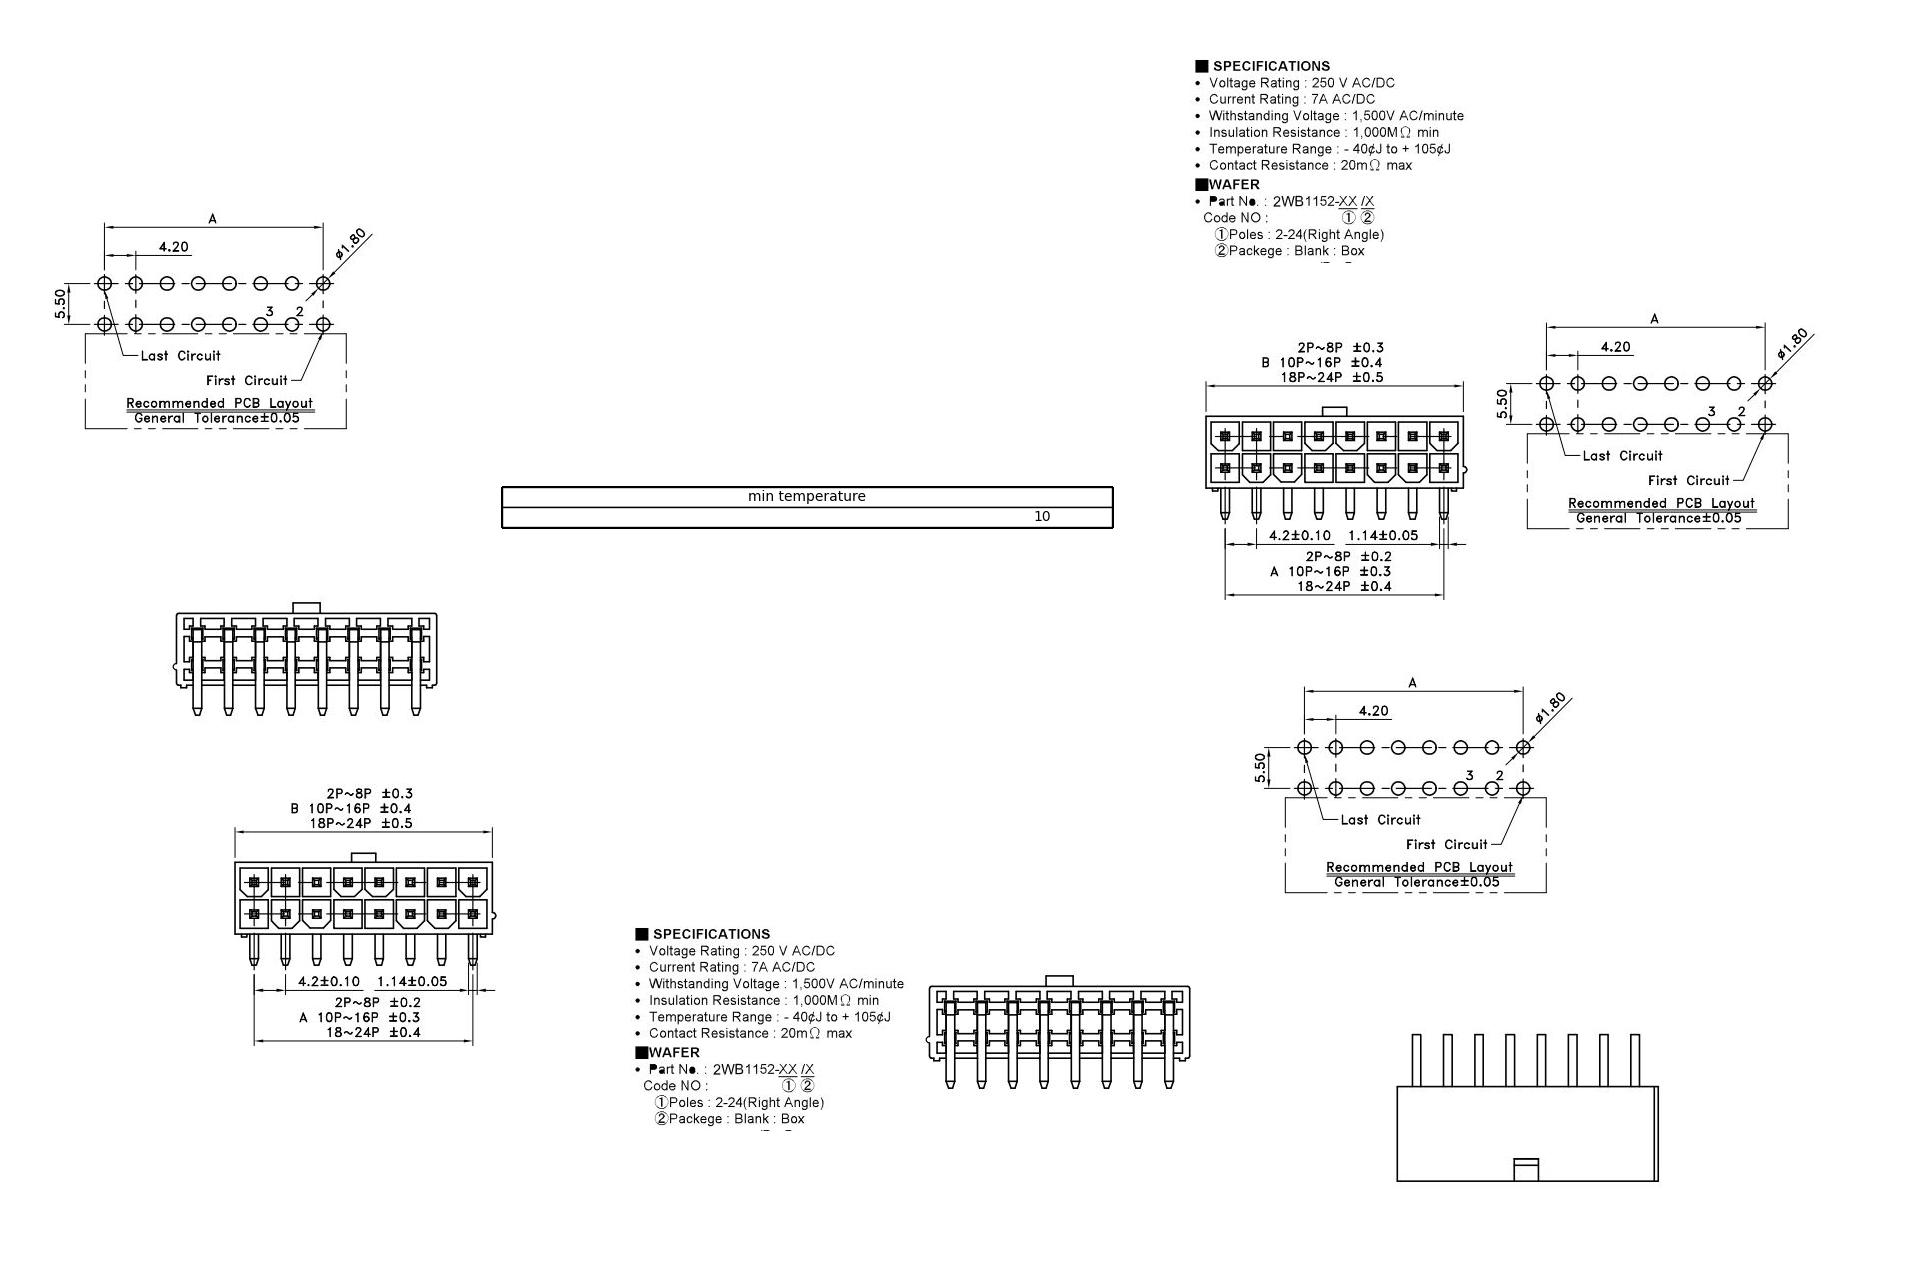 ■ SPECIFICATIONS
• Voltage Rating : 250 V AC/DC
• Current Rating : 7A AC/DC
• Withstanding Voltage : 1,500V AC/minute
• Insulation Resistance : 1,000MΩ min
• Temperature Range : - 40¢J to + 105¢J
• Contact Resistance : 20mΩ max
■WAFER
• Part No. : 2WB1152-XX /X
Code NO : ① ②
①Poles : 2-24(Right Angle)
②Packege : Blank : Box
A
4.20
ø1.80
5.50
3 2
Last Circuit
First Circuit
Recommended PCB Layout
General Tolerance±0.05
2P~8P ±0.3
B 10P~16P ±0.4
18P~24P ±0.5
4.2±0.10 1.14±0.05
2P~8P ±0.2
A 10P~16P ±0.3
18~24P ±0.4
A
4.20
ø1.80
5.50
3 2
Last Circuit
First Circuit
Recommended PCB Layout
General Tolerance±0.05
min temperature
10
A
4.20
ø1.80
5.50
3 2
Last Circuit
First Circuit
Recommended PCB Layout
General Tolerance±0.05
2P~8P ±0.3
B 10P~16P ±0.4
18P~24P ±0.5
4.2±0.10 1.14±0.05
2P~8P ±0.2
A 10P~16P ±0.3
18~24P ±0.4
■ SPECIFICATIONS
• Voltage Rating : 250 V AC/DC
• Current Rating : 7A AC/DC
• Withstanding Voltage : 1,500V AC/minute
• Insulation Resistance : 1,000MΩ min
• Temperature Range : - 40¢J to + 105¢J
• Contact Resistance : 20mΩ max
■WAFER
• Part No. : 2WB1152-XX /X
Code NO : ① ②
①Poles : 2-24(Right Angle)
②Packege : Blank : Box